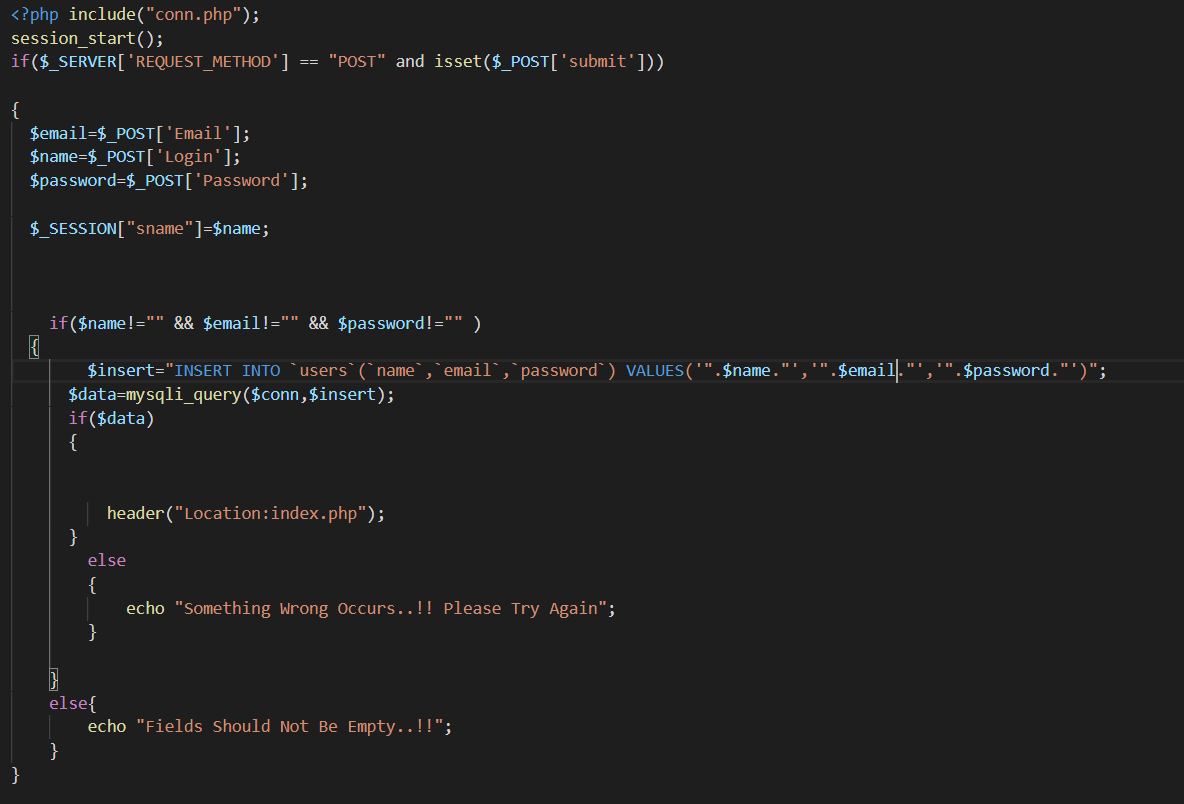 <?php include("conn.php");
session_start();
if($_SERVER['REQUEST_METHOD'] == "POST" and isset($_POST['submit']))
{
$email=$_POST['Email'];
$name=$_POST['Login'];
$password=$_POST['Password'];
$_SESSION["sname"]=$name;
if($name!="" && $email!="" && $password!="" )
{
$insert="INSERT INTO `users`(`name`,`email`,`password`) VALUES('".$name."','".$email."','".$password."')";
$data=mysqli_query($conn,$insert);
if($data)
{
header("Location:index.php");
}
else
{
echo "Something Wrong Occurs..!! Please Try Again";
}
}
else{
echo "Fields Should Not Be Empty..!!";
}
}